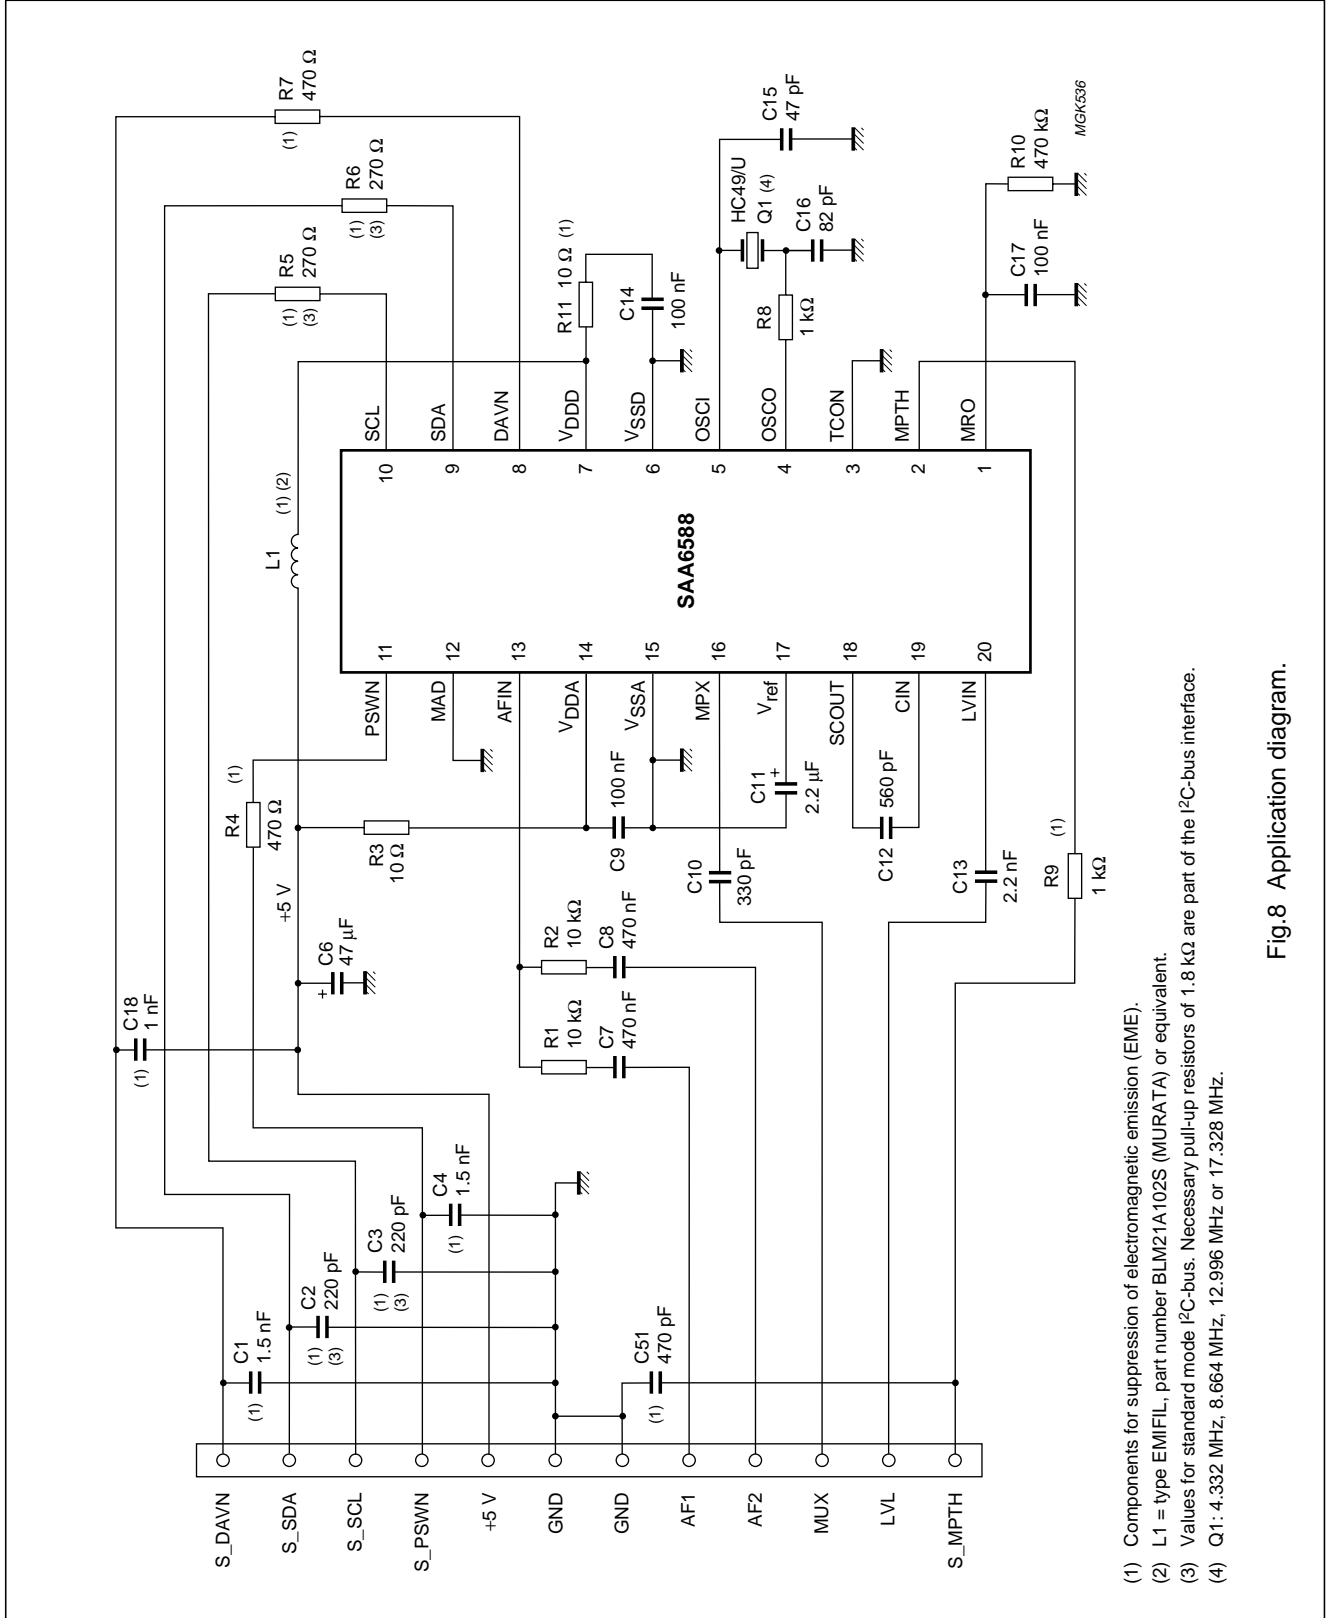 S_DAVN
S_SDA
S_SCL
S_PSWN
+5 V
GND
GND
AF1
AF2
MUX
LVL
S_MPTH
C1
1.5 nF
(1)
C2
220 pF
(1)
(3)
C3
220 pF
(1)
(3)
C4
1.5 nF
(1)
C51
470 pF
(1)
C18
1 nF
(1)
C6
47 μF
+
+5 V
R4
470 Ω
(1)
R3
10 Ω
R1
10 kΩ
C7
470 nF
R2
10 kΩ
C8
470 nF
C9
100 nF
C10
330 pF
C11
+
2.2 μF
C12
560 pF
C13
2.2 nF
R9
1 kΩ
(1)
L1
(1) (2)
PSWN
MAD
AFIN
VDDA
VSSA
MPX
Vref
SCOUT
CIN
LVIN
11
12
13
14
15
16
17
18
19
20
SAA6588
10
9
8
7
6
5
4
3
2
1
SCL
SDA
DAVN
VDDD
VSSD
OSCI
OSCO
TCON
MPTH
MRO
R5
270 Ω
(1)
(3)
R6
270 Ω
(1)
(3)
R7
470 Ω
(1)
R11 10 Ω (1)
C14
100 nF
R8
1 kΩ
HC49/U
Q1 (4)
C16
82 pF
C15
47 pF
C17
100 nF
R10
470 kΩ
MGK536
(1) Components for suppression of electromagnetic emission (EME).
(2) L1 = type EMIFIL, part number BLM21A102S (MURATA) or equivalent.
(3) Values for standard mode I²C-bus. Necessary pull-up resistors of 1.8 kΩ are part of the I²C-bus interface.
(4) Q1: 4.332 MHz, 8.664 MHz, 12.996 MHz or 17.328 MHz.
Fig.8 Application diagram.